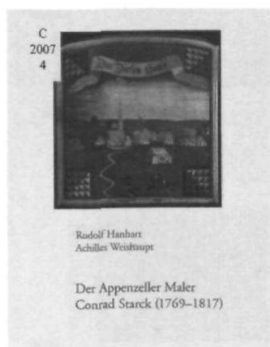 C
2007
4
Rudolf Hanhart
Achilles Weishaupt
Der Appenzeller Maler
Conrad Starck (1769–1817)